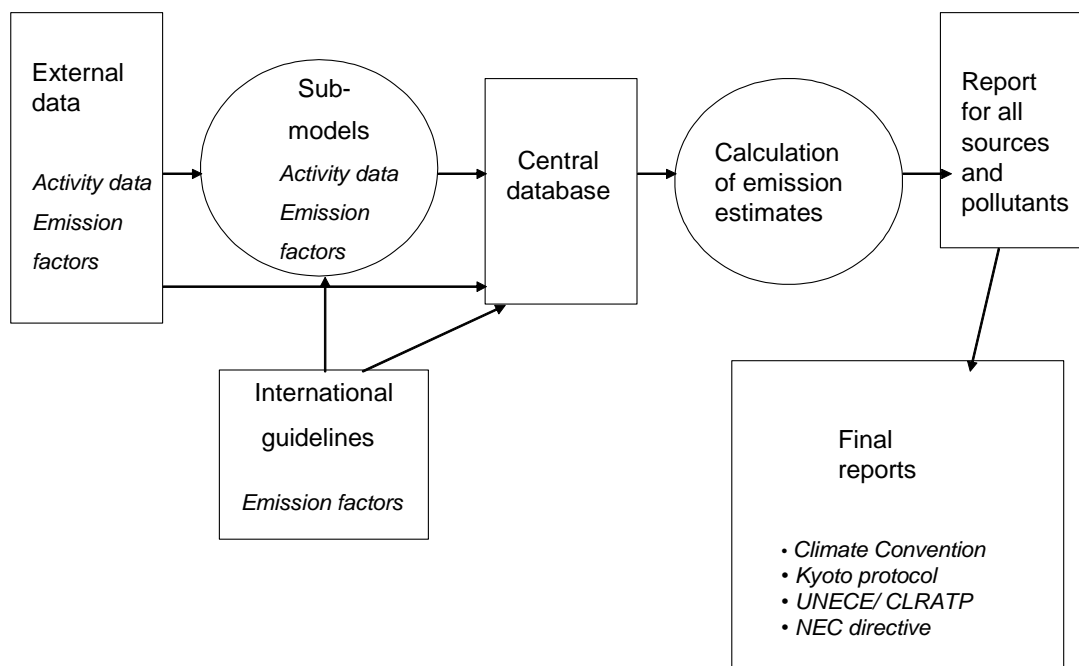 External
data
Activity data
Emission
factors
Sub-
models
Activity data
Emission
factors
International
guidelines
Emission factors
Central
database
Calculation
of emission
estimates
Report
for all
sources
and
pollutants
Final
reports
• Climate Convention
• Kyoto protocol
• UNECE/ CLRATP
• NEC directive